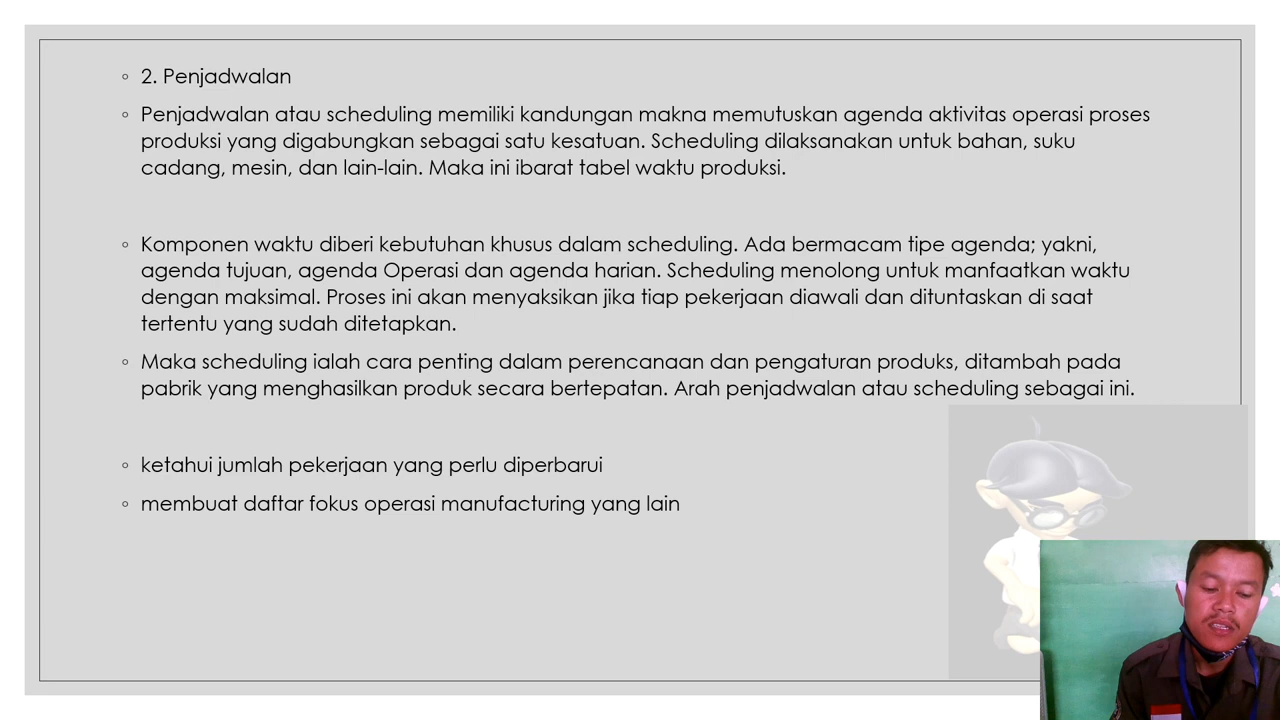 2. Penjadwalan
Penjadwalan atau scheduling memiliki kandungan makna memutuskan agenda aktivitas operasi proses
produksi yang digabungkan sebagai satu kesatuan. Scheduling dilaksanakan untuk bahan, suku
cadang, mesin, dan lain-lain. Maka ini ibarat tabel waktu produksi.
Komponen waktu diberi kebutuhan khusus dalam scheduling. Ada bermacam tipe agenda; yakni,
agenda tujuan, agenda Operasi dan agenda harian. Scheduling menolong untuk manfaatkan waktu
dengan maksimal. Proses ini akan menyaksikan jika tiap pekerjaan diawali dan dituntaskan di saat
tertentu yang sudah ditetapkan.
Maka scheduling ialah cara penting dalam perencanaan dan pengaturan produks, ditambah pada
pabrik yang menghasilkan produk secara bertepatan. Arah penjadwalan atau scheduling sebagai ini.
ketahui jumlah pekerjaan yang perlu diperbarui
membuat daftar fokus operasi manufacturing yang lain